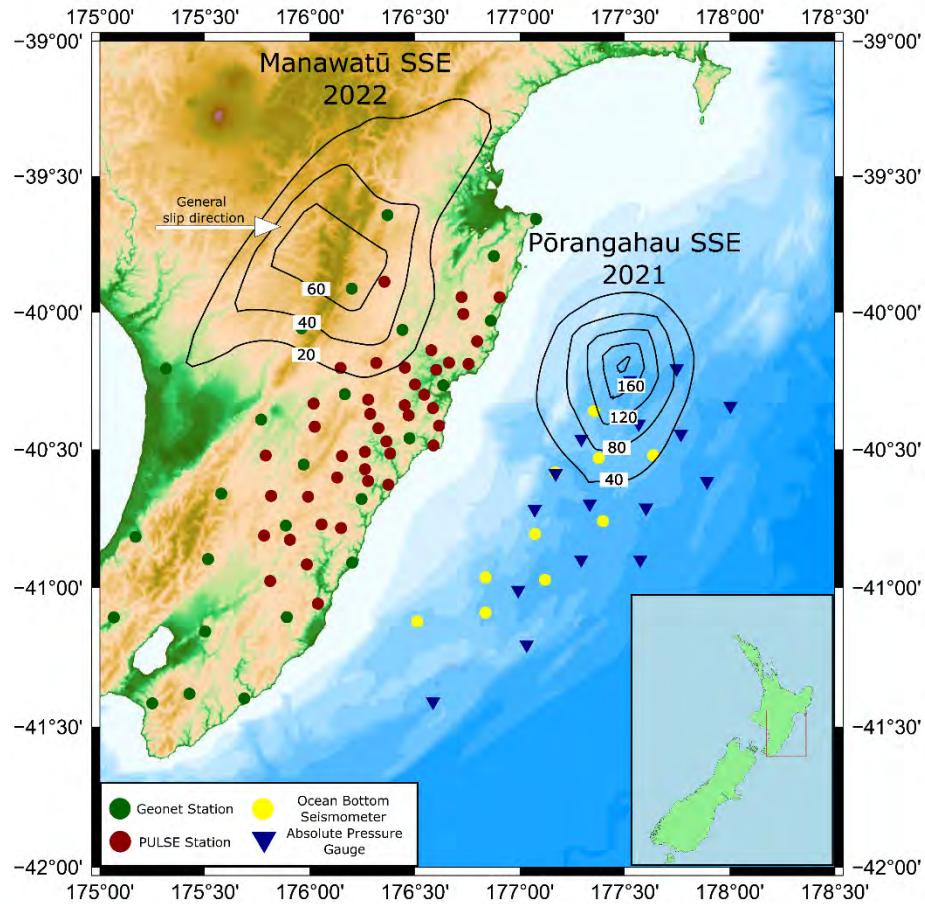 175°00' 175°30' 176°00' 176°30' 177°00' 177°30' 178°00' 178°30'
−39°00' −39°00'
Manawatū SSE
2022
−39°30' −39°30'
General
slip direction
Pōrangahau SSE
2021
60
−40°00' −40°00'
40
20
160
120
−40°30' −40°30'
80
40
−41°00' −41°00'
−41°30' −41°30'
Geonet Station
Ocean Bottom
Seismometer
PULSE Station
Absolute Pressure
Gauge
−42°00' −42°00'
175°00' 175°30' 176°00' 176°30' 177°00' 177°30' 178°00' 178°30'